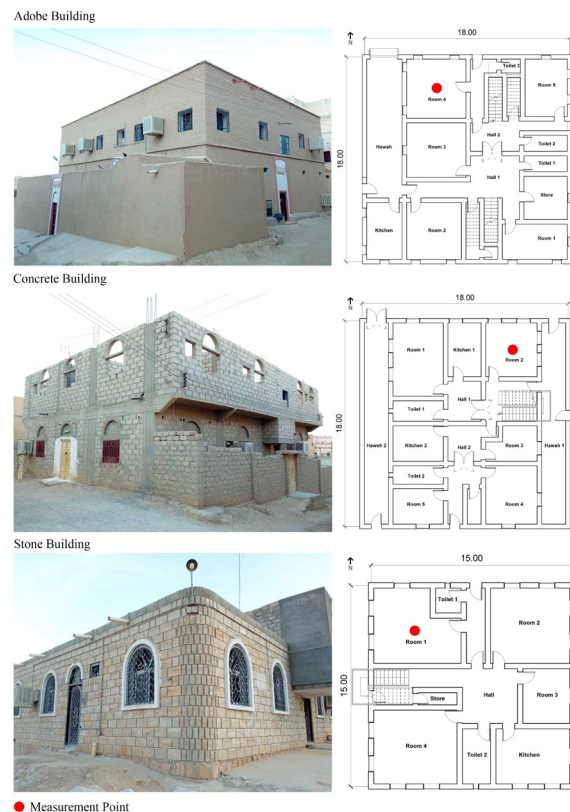 Adobe Building
18.00
N
18.00
Toilet 3
Room 4
Room 5
Hall 2
Hawsh
Room 3
Toilet 2
Toilet 1
Hall 1
Store
Kitchen
Room 2
Room 1
Concrete Building
18.00
N
18.00
Room 1
Kitchen 1
Room 2
Hall 1
Toilet 1
UP
Hawsh 2
Kitchen 2
Hall 2
Room 3
Hawsh 1
Toilet 2
Room 5
Room 4
Stone Building
15.00
N
15.00
Toilet 1
Room 1
Room 2
Hall
Room 3
Store
Room 4
Toilet 2
Kitchen
Measurement Point